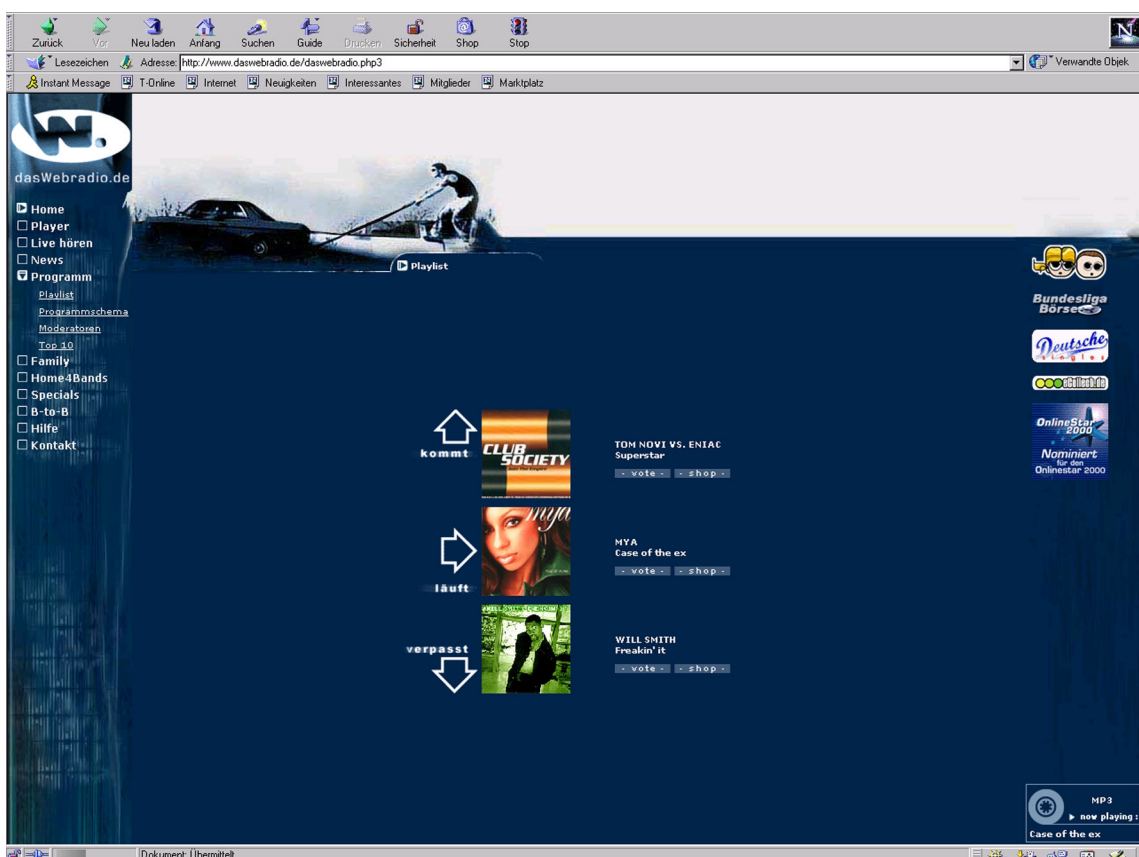 Zurück Vor Neu laden Anfang Suchen Guide Drucken Sicherheit Shop Stop
N
Lesezeichen Adresse: http://www.daswebradio.de/daswebradio.php3 Verwandte Objek
Instant Message T-Online Internet Neuigkeiten Interessantes Mitglieder Marktplatz
W.
dasWebradio.de
Home
Player
Live hören
News
Programm
Playlist
Programmschema
Moderatoren
Top 10
Family
Home4Bands
Specials
B-to-B
Hilfe
Kontakt
Playlist
kommt
CLUB
SOCIETY
TOM NOVI VS. ENIAC
Superstar
- vote - - shop -
läuft
mya
MYA
Case of the ex
- vote - - shop -
verpasst
WILL SMITH
Freakin' it
- vote - - shop -
Bundesliga
Börse
Deutsche
singles
eCollect.de
OnlineStar
2000
Nominiert
für den
Onlinestar 2000
MP3
now playing :
Case of the ex
Dokument: Übermittelt